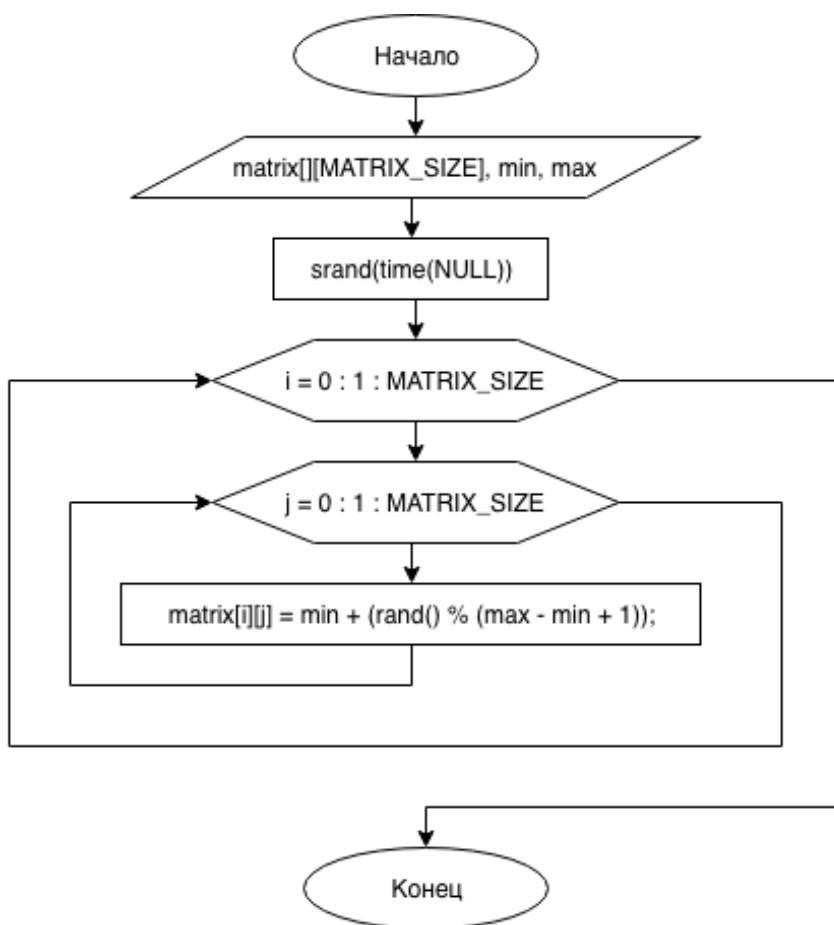 Начало
matrix[][MATRIX_SIZE], min, max
srand(time(NULL))
i = 0 : 1 : MATRIX_SIZE
j = 0 : 1 : MATRIX_SIZE
matrix[i][j] = min + (rand() % (max - min + 1));
Конец